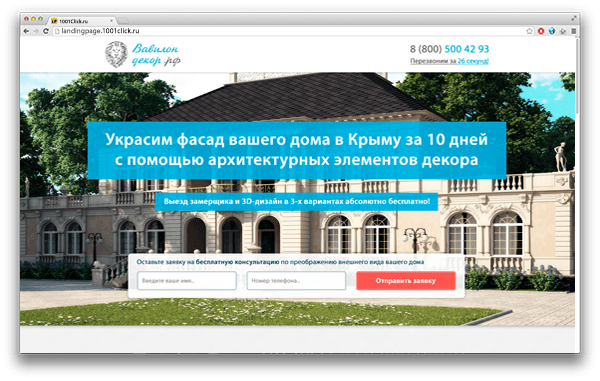 1001Click.ru
landingpage.1001click.ru
Вавилон
декор.рф
8 (800) 500 42 93
Перезвоним за 26 секунд!
Украсим фасад вашего дома в Крыму за 10 дней
с помощью архитектурных элементов декора
Выезд замерщика и 3D-дизайн в 3-х вариантах абсолютно бесплатно!
Оставьте заявку на бесплатную консультацию по преображению внешнего вида вашего дома
Введите ваше имя..
Номер телефона..
Отправить заявку